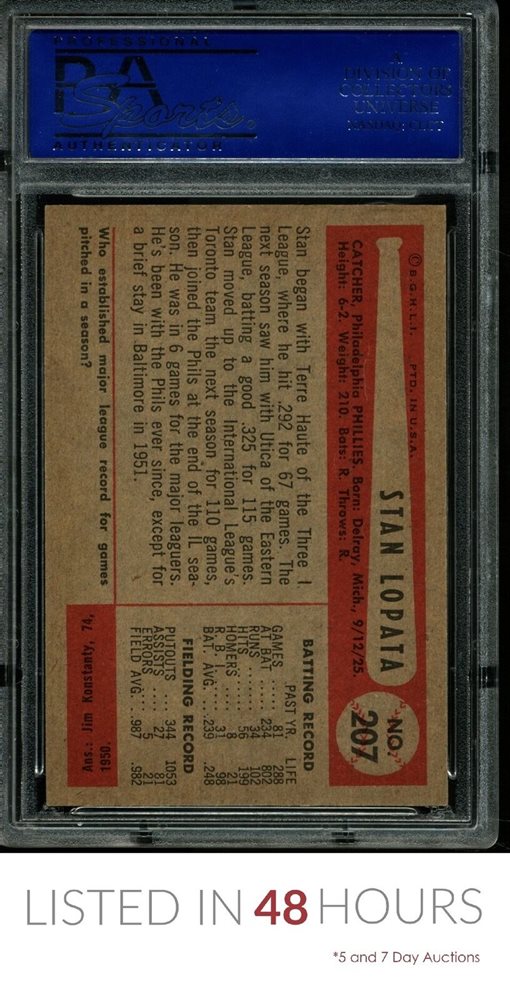 PROFESSIONAL
PSA
Sports.
AUTHENTICATOR
A
DIVISION OF
COLLECTORS
UNIVERSE
NASDAQ: CLCT
© B.G.H.L.I. PTD. IN U.S.A.
STAN LOPATA
NO.
207
CATCHER, Philadelphia PHILLIES. Born: Delray, Mich., 9/12/25.
Height: 6-2. Weight: 210. Bats: R. Throws: R.
Stan began with Terre Haute of the Three I
League, where he hit .292 for 67 games. The
next season saw him with Utica of the Eastern
League, batting a good .325 for 115 games.
Stan moved up to the International League's
Toronto team the next season for 110 games,
then joined the Phils at the end of the IL sea-
son. He was in 6 games for the major leaguers.
He's been with the Phils ever since, except for
a brief stay in Baltimore in 1951.
BATTING RECORD
PAST YR. LIFE
GAMES ...... 81 288
AT BAT ..... 234 802
RUNS ....... 34 102
HITS ....... 56 199
HOMERS ..... 8 21
R. B. I. ... 31 98
BAT. AVG ... .239 .248
FIELDING RECORD
PUTOUTS .... 344 1053
ASSISTS .... 27 81
ERRORS ..... 5 21
FIELD AVG. . .987 .982
Who established major league record for games
pitched in a season?
Ans: Jim Konstanty, 74,
1950.
LISTED IN 48 HOURS
*5 and 7 Day Auctions